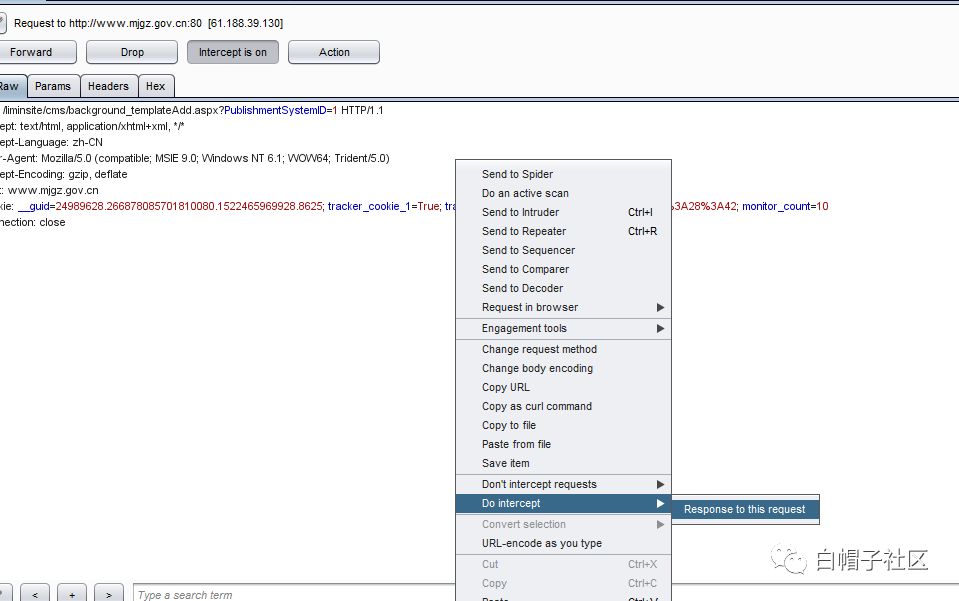 Request to http://www.mjgz.gov.cn:80 [61.188.39.130]
Forward Drop Intercept is on Action
Raw Params Headers Hex
/liminsite/cms/background_templateAdd.aspx?PublishmentSystemID=1 HTTP/1.1
ept: text/html, application/xhtml+xml, */*
ept-Language: zh-CN
r-Agent: Mozilla/5.0 (compatible; MSIE 9.0; Windows NT 6.1; WOW64; Trident/5.0)
ept-Encoding: gzip, deflate
: www.mjgz.gov.cn
kie: __guid=24989628.266878085701810080.1522465969928.8625; tracker_cookie_1=True; tra %3A28%3A42; monitor_count=10
nection: close
Send to Spider
Do an active scan
Send to Intruder Ctrl+I
Send to Repeater Ctrl+R
Send to Sequencer
Send to Comparer
Send to Decoder
Request in browser
Engagement tools
Change request method
Change body encoding
Copy URL
Copy as curl command
Copy to file
Paste from file
Save item
Don't intercept requests
Do intercept
Response to this request
Convert selection
URL-encode as you type
Cut Ctrl+X
Copy Ctrl+C
Paste Ctrl+V
白帽子社区
? < + > Type a search term